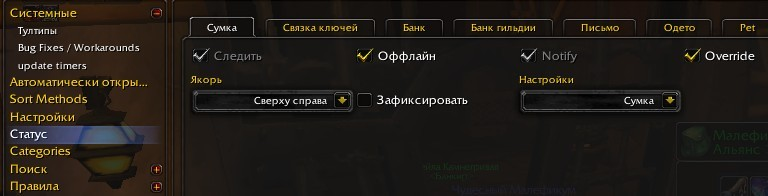 Системные
Тултипы
Bug Fixes / Workarounds
update timers
Автоматически откры...
Sort Methods
Настройки
Статус
Categories
Поиск
Правила
Сумка Связка ключей Банк Банк гильдии Письмо Одето Pet
Следить Оффлайн Notify Override
Якорь Настройки
Сверху справа Зафиксировать Сумка
Альянс